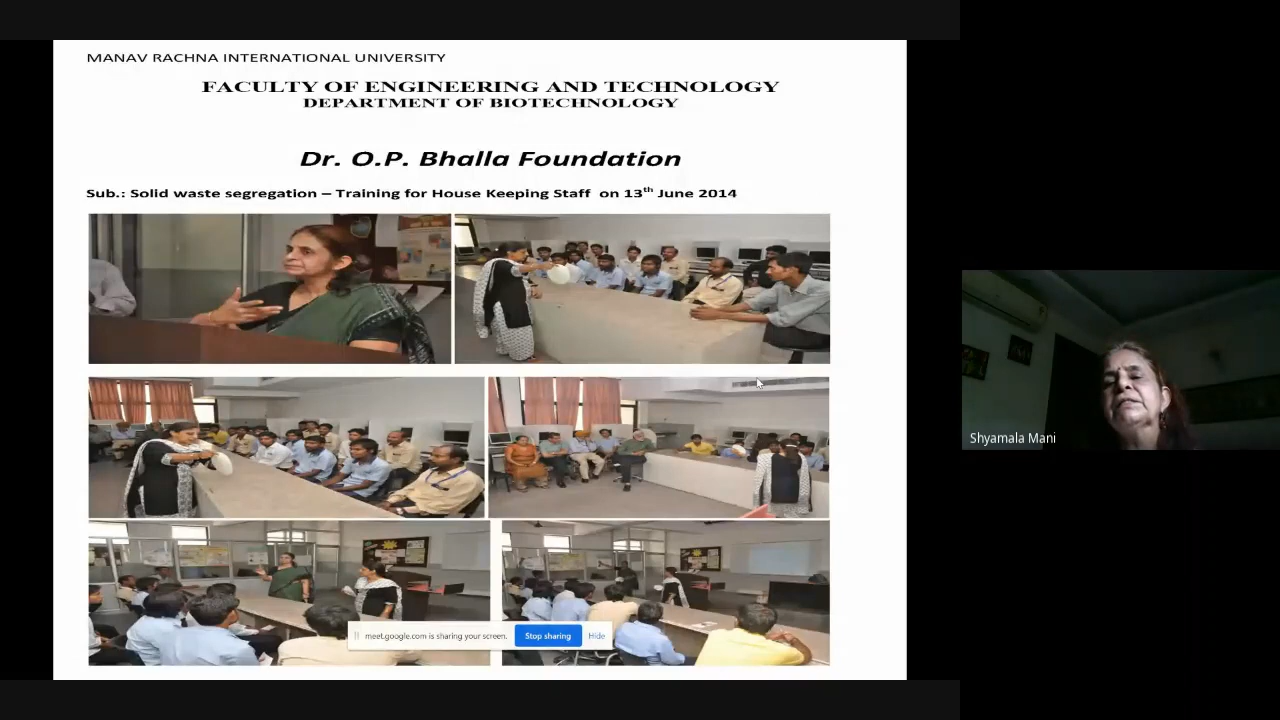 MANAV RACHNA INTERNATIONAL UNIVERSITY
FACULTY OF ENGINEERING AND TECHNOLOGY
DEPARTMENT OF BIOTECHNOLOGY
Dr. O.P. Bhalla Foundation
Sub.: Solid waste segregation – Training for House Keeping Staff on 13th June 2014
Shyamala Mani
meet.google.com is sharing your screen. Stop sharing Hide